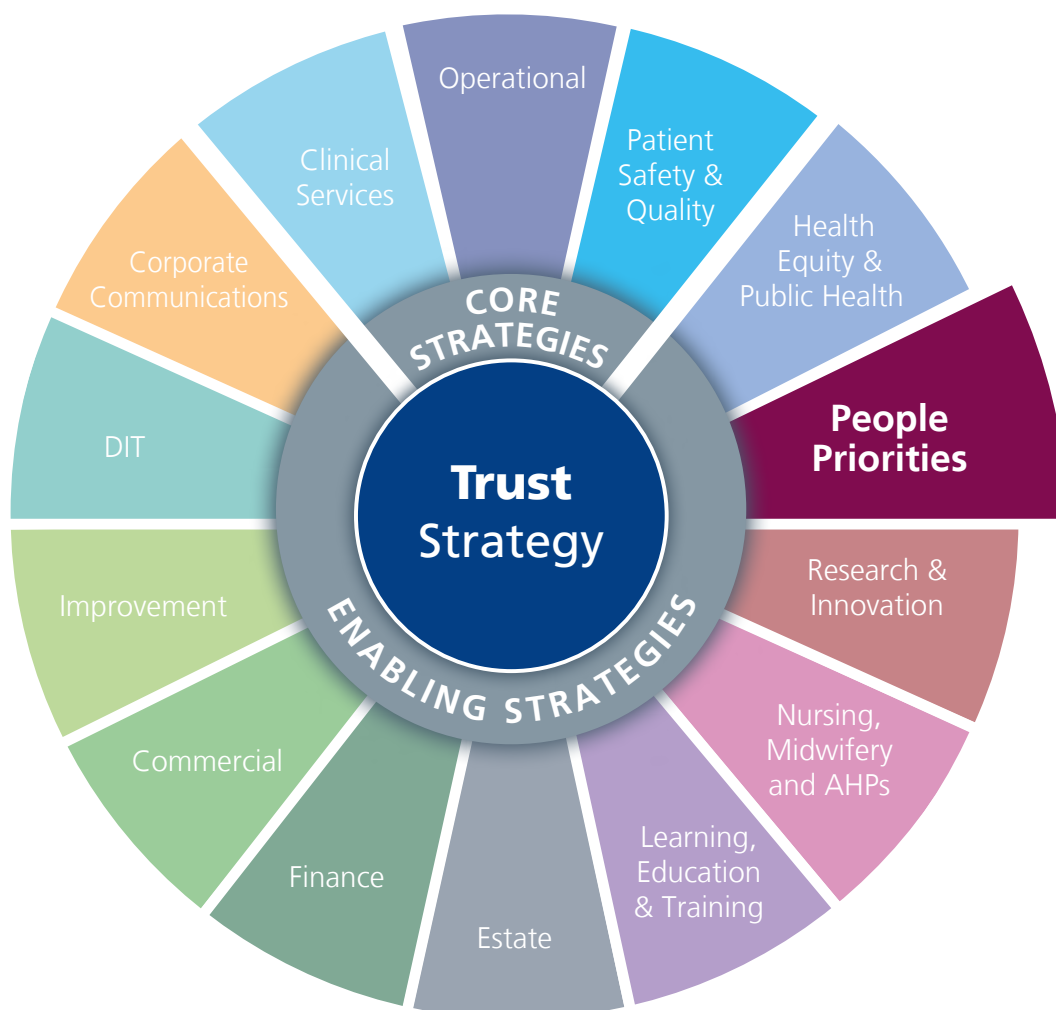 Operational
Patient
Safety &
Quality
Health
Equity &
Public Health
People
Priorities
Research &
Innovation
Nursing,
Midwifery
and AHPs
Learning,
Education
& Training
Estate
Finance
Commercial
Improvement
DIT
Corporate
Communications
Clinical
Services
CORE
STRATEGIES
Trust
Strategy
ENABLING STRATEGIES